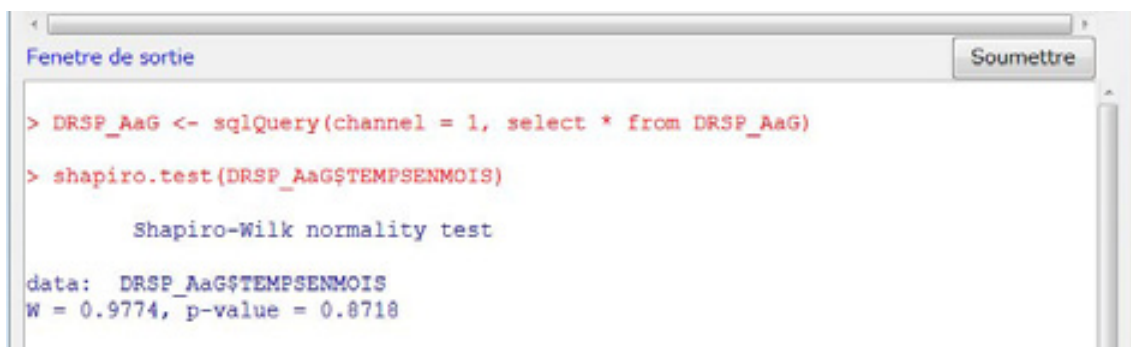 Fenetre de sortie
Soumettre
> DRSP_AaG <- sqlQuery(channel = 1, select * from DRSP_AaG)
> shapiro.test(DRSP_AaG$TEMPSENMOIS)
Shapiro-Wilk normality test
data: DRSP_AaG$TEMPSENMOIS
W = 0.9774, p-value = 0.8718